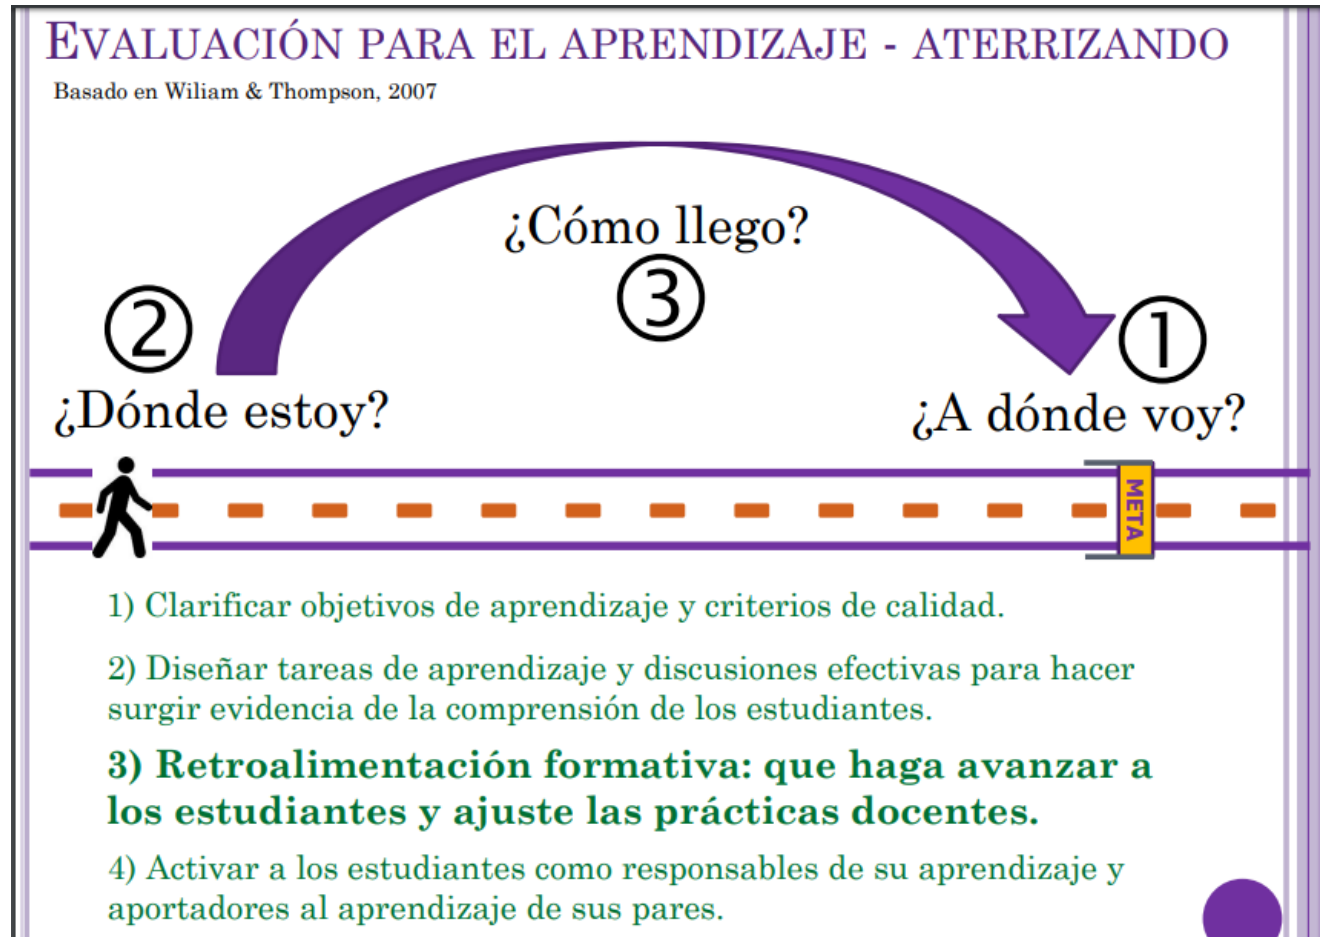 EVALUACIÓN PARA EL APRENDIZAJE - ATERRIZANDO
Basado en Wiliam & Thompson, 2007
¿Cómo llego?
3
2
1
¿Dónde estoy?
¿A dónde voy?
META
1) Clarificar objetivos de aprendizaje y criterios de calidad.
2) Diseñar tareas de aprendizaje y discusiones efectivas para hacer
surgir evidencia de la comprensión de los estudiantes.
3) Retroalimentación formativa: que haga avanzar a
los estudiantes y ajuste las prácticas docentes.
4) Activar a los estudiantes como responsables de su aprendizaje y
aportadores al aprendizaje de sus pares.